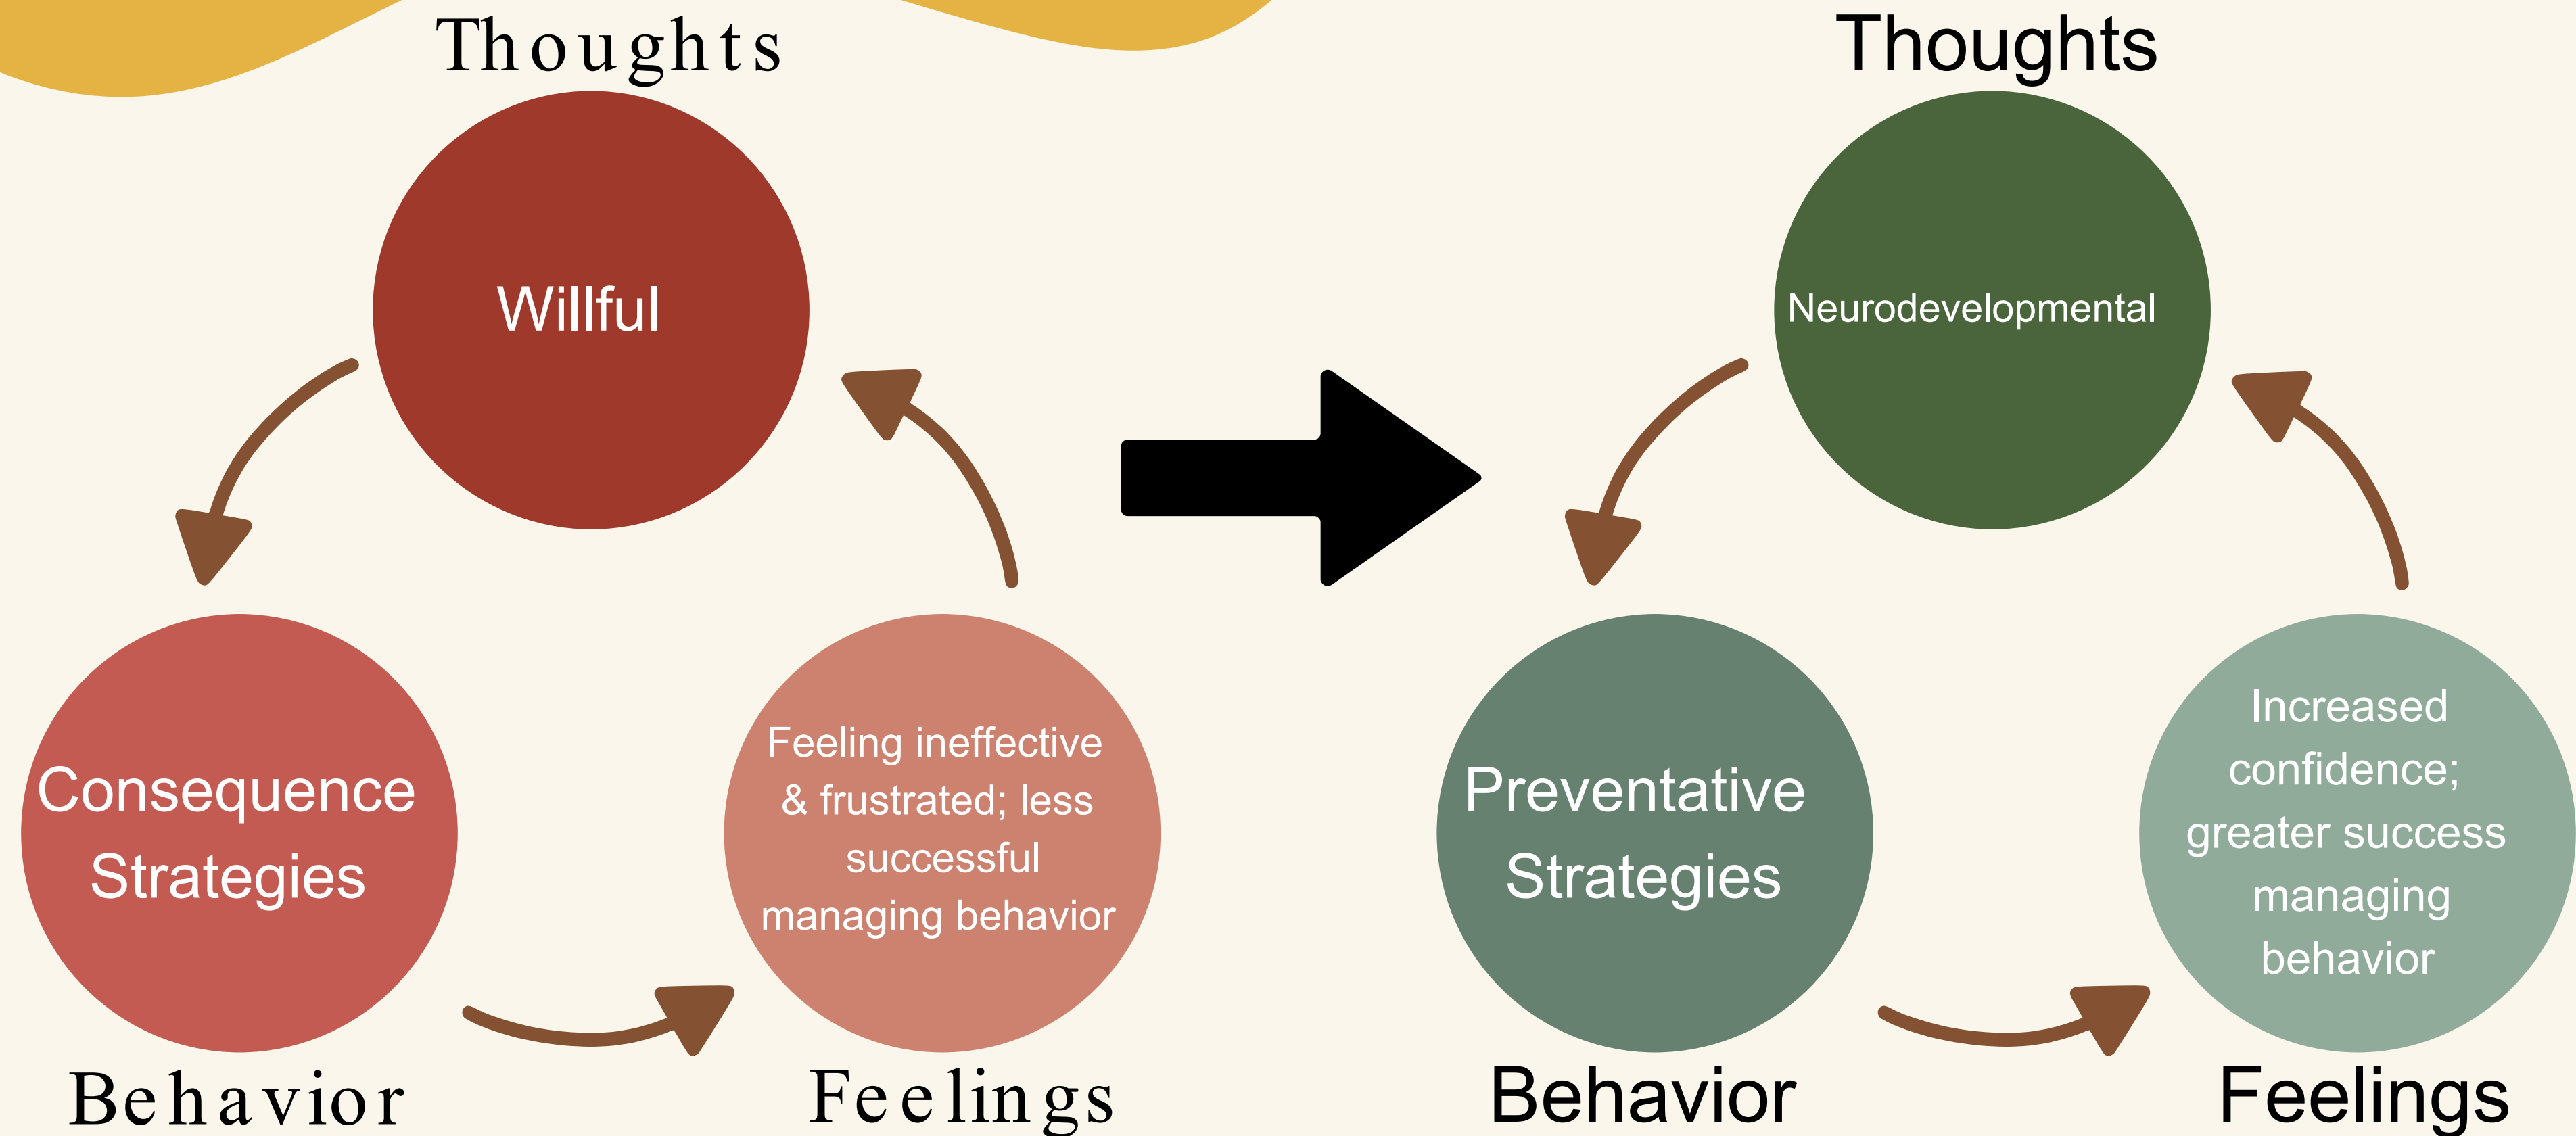 Thoughts
Willful
Consequence
Strategies
Behavior
Feeling ineffective
& frustrated; less
successful
managing behavior
Feelings
Thoughts
Neurodevelopmental
Preventative
Strategies
Behavior
Increased
confidence;
greater success
managing
behavior
Feelings